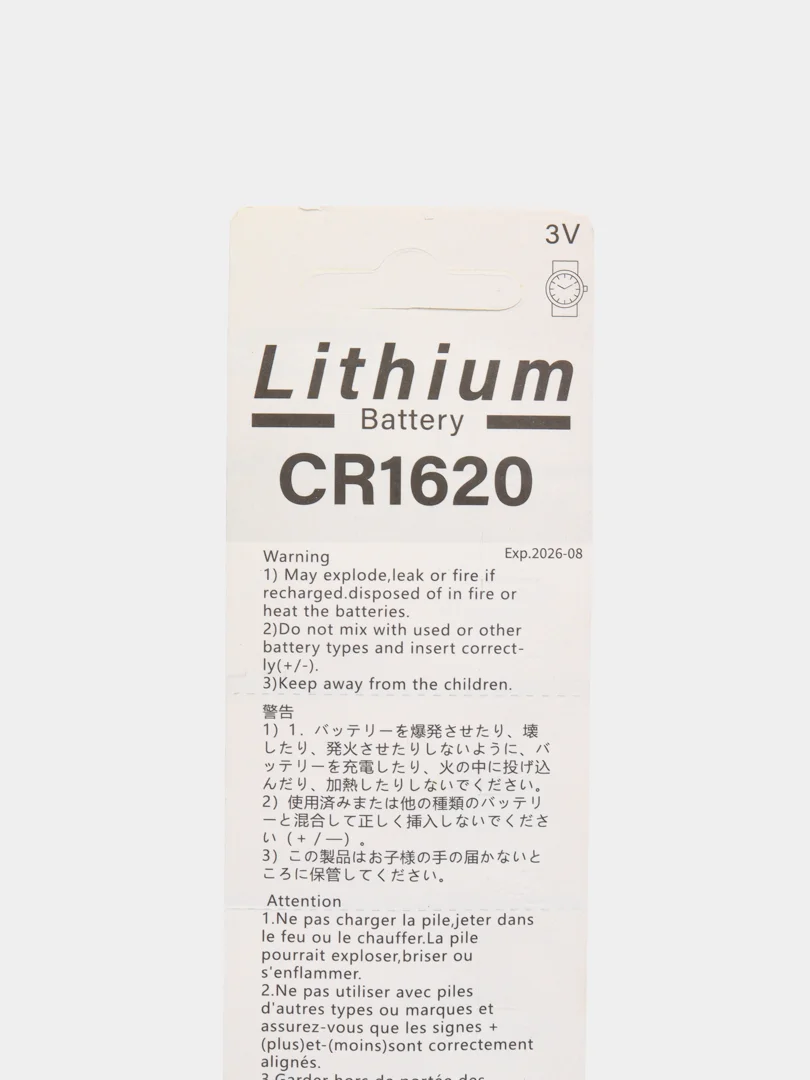 3V
Lithium
Battery
CR1620
Exp.2026-08
Warning
1) May explode,leak or fire if
recharged.disposed of in fire or
heat the batteries.
2)Do not mix with used or other
battery types and insert correct-
ly(+/-).
3)Keep away from the children.
警告
1) 1. バッテリーを爆発させたり、壊
したり、発火させたりしないように、バ
ッテリーを充電したり、火の中に投げ込
んだり、加熱したりしないでください。
2) 使用済みまたは他の種類のバッテリ
ーと混合して正しく挿入しないでくださ
い（+ / —）。
3) この製品はお子様の手の届かないと
ころに保管してください。
Attention
1.Ne pas charger la pile,jeter dans
le feu ou le chauffer.La pile
pourrait exploser,briser ou
s'enflammer.
2.Ne pas utiliser avec piles
d'autres types ou marques et
assurez-vous que les signes +
(plus)et-(moins)sont correctement
alignés.
3.Garder hors de portée des